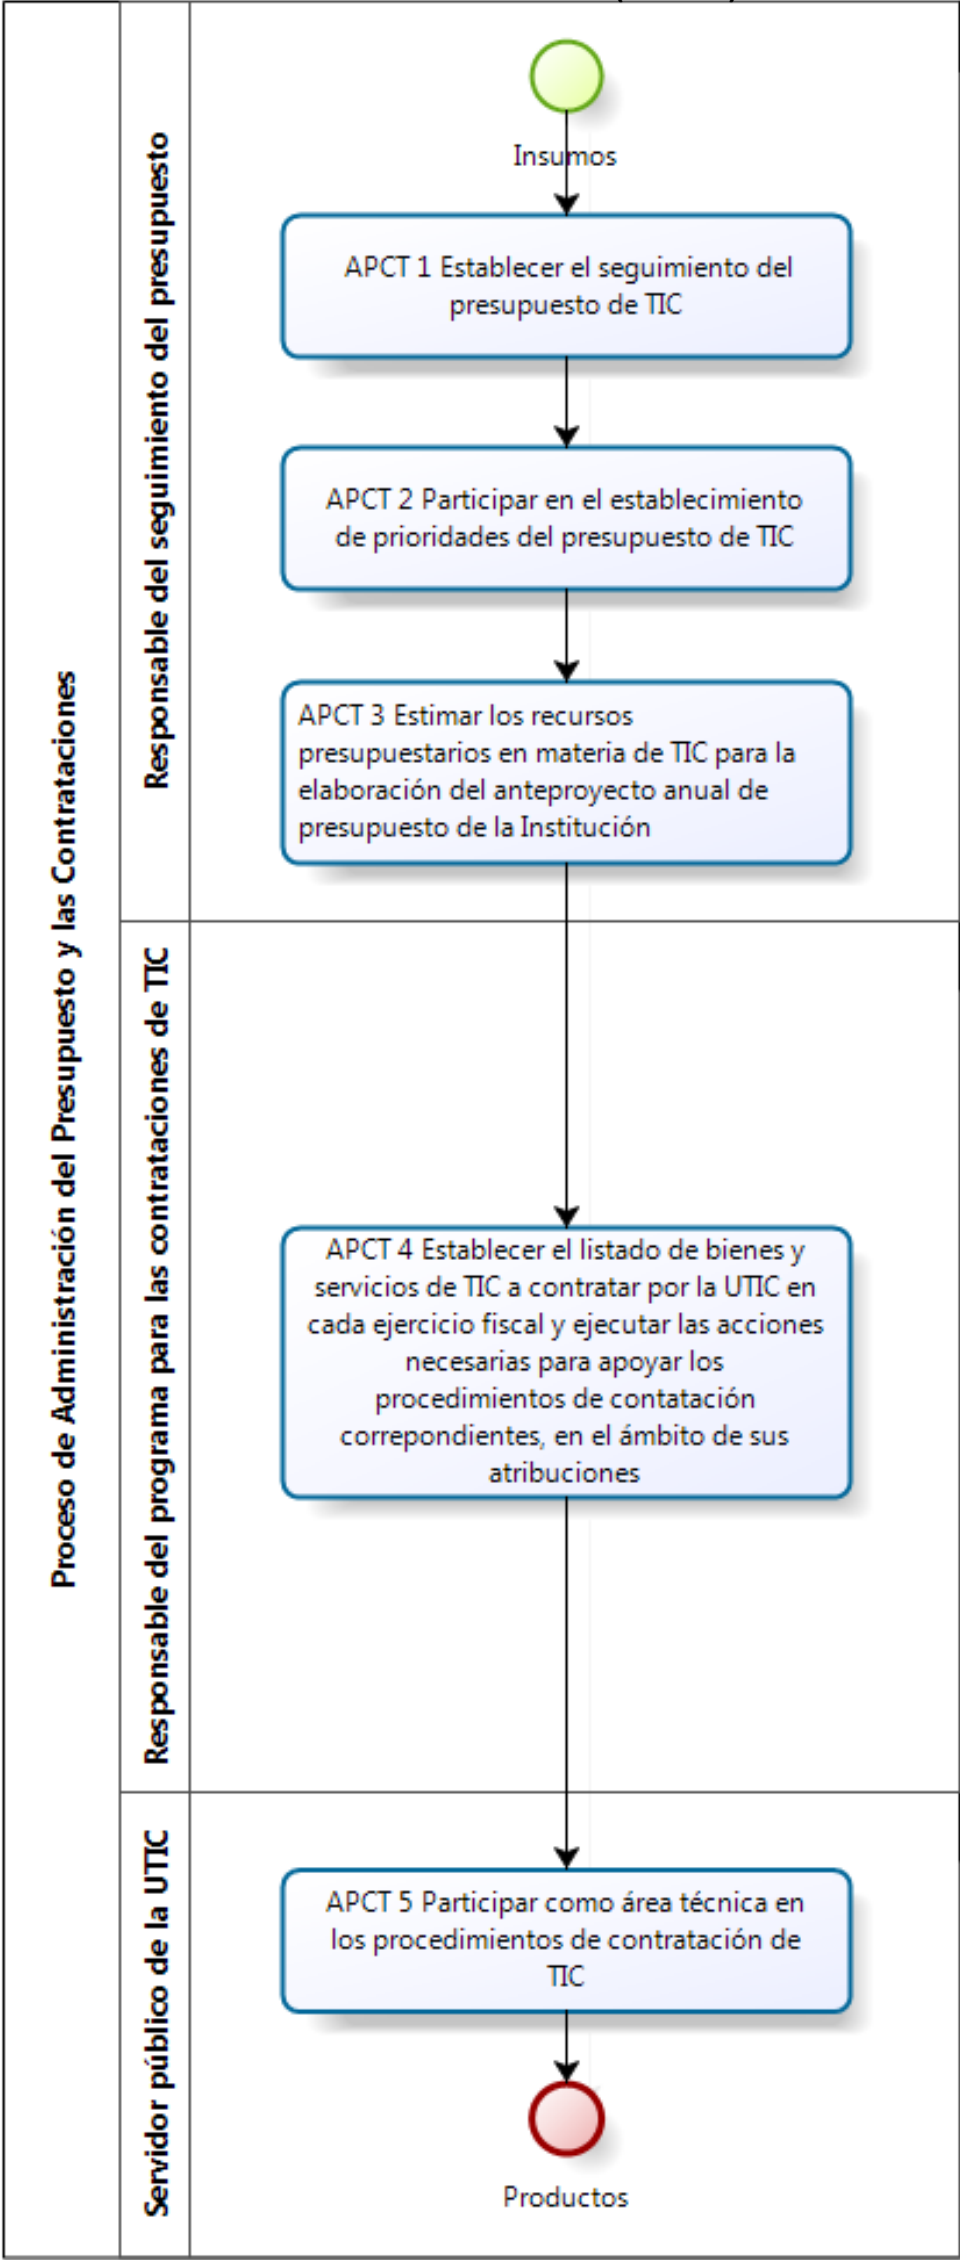 Proceso de Administración del Presupuesto y las Contrataciones
Responsable del seguimiento del presupuesto
Insumos
APCT 1 Establecer el seguimiento del
presupuesto de TIC
APCT 2 Participar en el establecimiento
de prioridades del presupuesto de TIC
APCT 3 Estimar los recursos
presupuestarios en materia de TIC para la
elaboración del anteproyecto anual de
presupuesto de la Institución
Responsable del programa para las contrataciones de TIC
APCT 4 Establecer el listado de bienes y
servicios de TIC a contratar por la UTIC en
cada ejercicio fiscal y ejecutar las acciones
necesarias para apoyar los
procedimientos de contatación
correpondientes, en el ámbito de sus
atribuciones
Servidor público de la UTIC
APCT 5 Participar como área técnica en
los procedimientos de contratación de
TIC
Productos